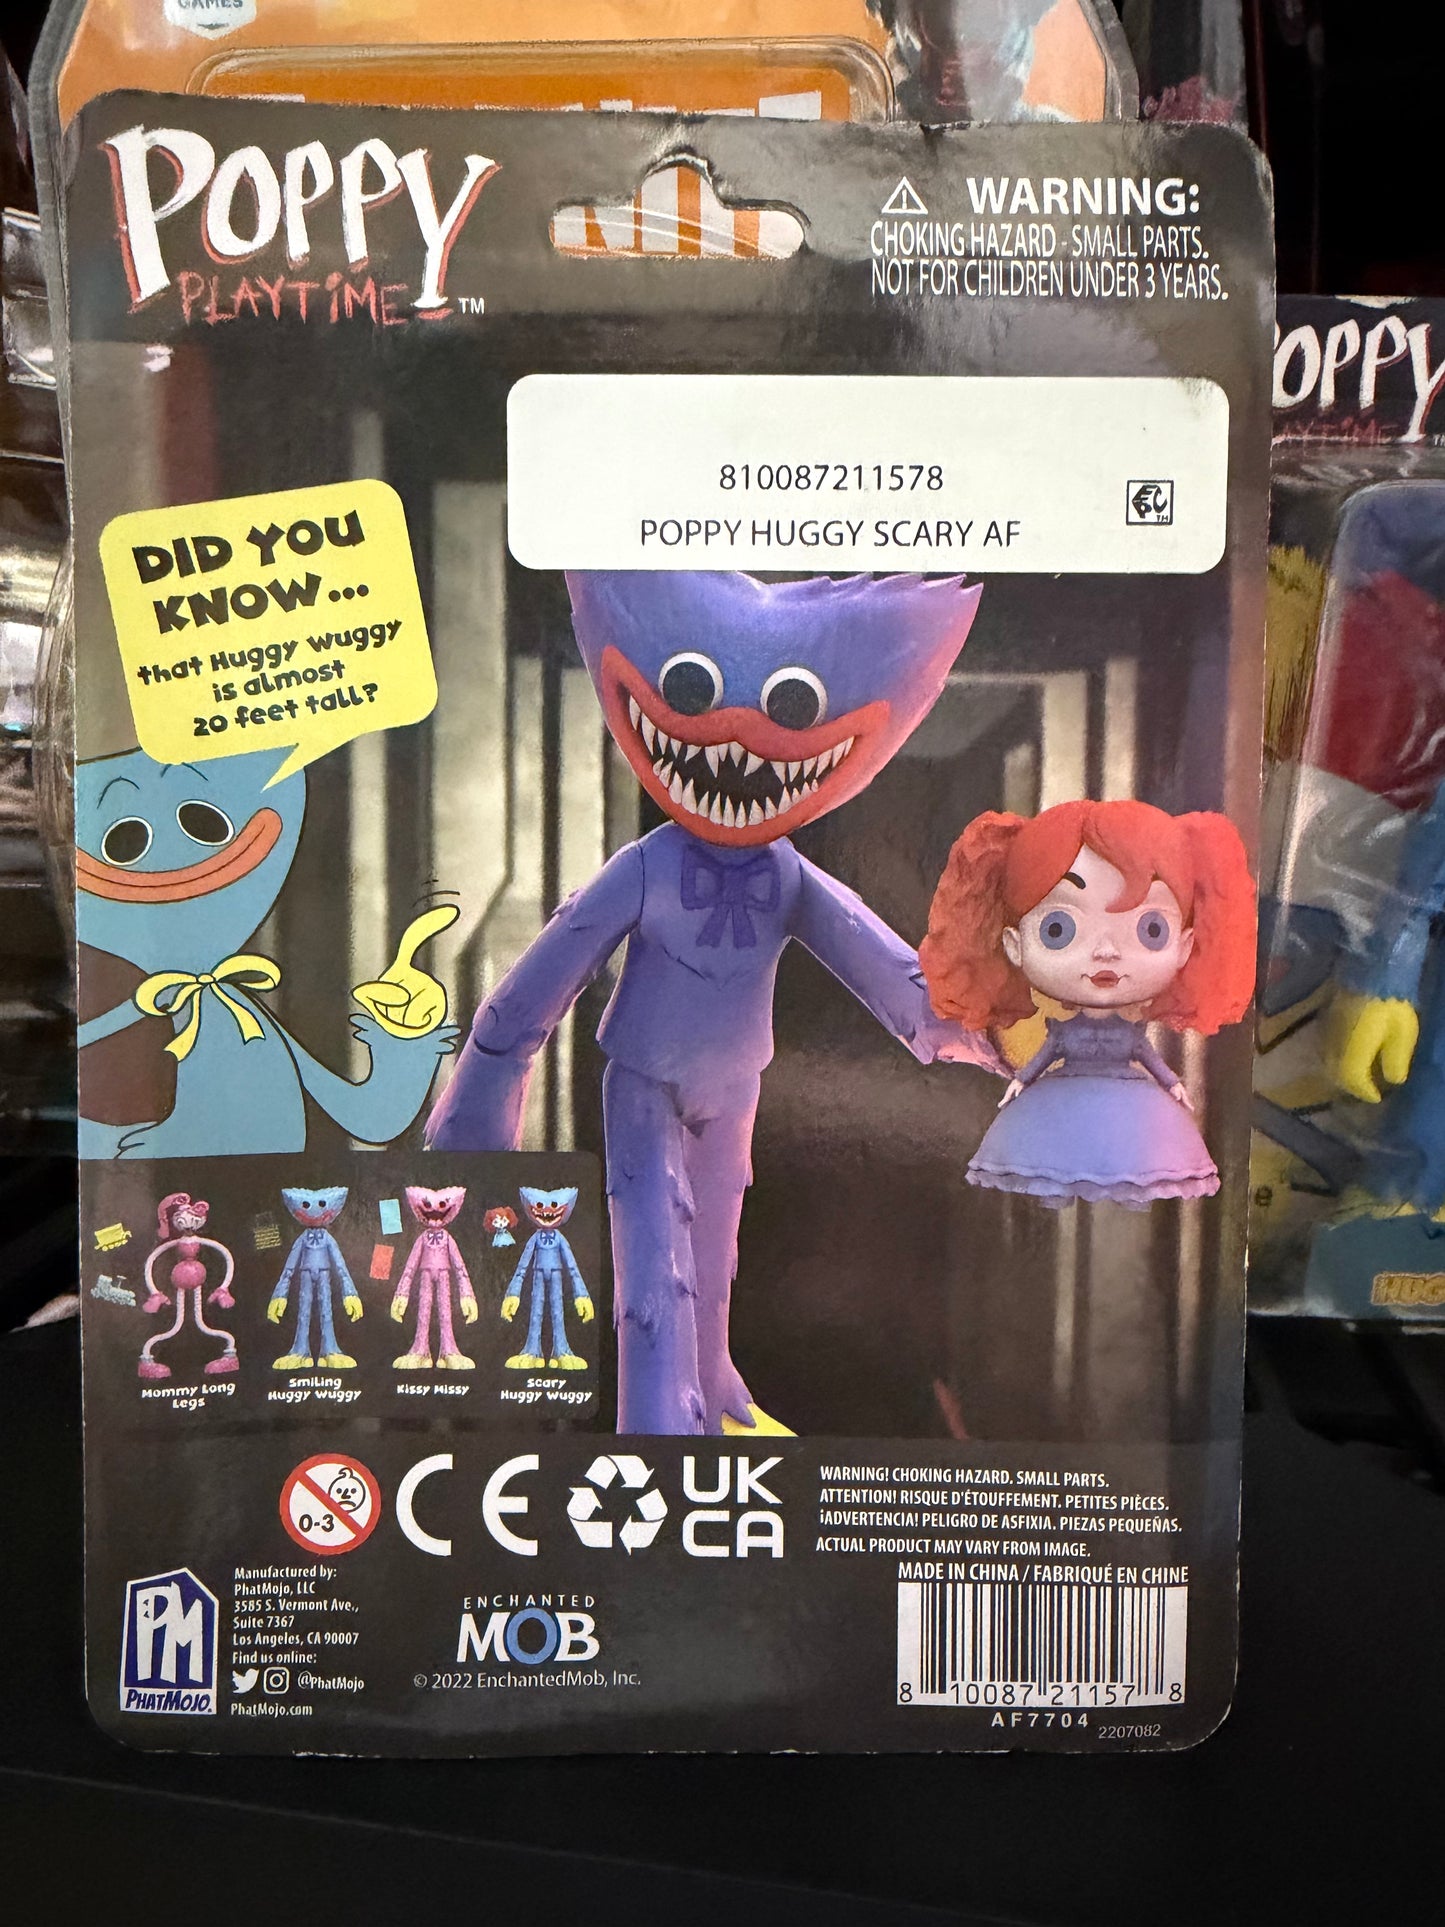 GAMES
POPPY
PLAYTIME™
WARNING:
CHOKING HAZARD - SMALL PARTS.
NOT FOR CHILDREN UNDER 3 YEARS.
810087211578
POPPY HUGGY SCARY AF
TM
DID YOU
KNOW...
that Huggy Wuggy
is almost
20 feet tall?
POPPY
PLAYTIME
Mommy Long
Legs
Smiling
Huggy Wuggy
Kissy Missy
Scary
Huggy Wuggy
0-3
CE
UK
CA
WARNING! CHOKING HAZARD. SMALL PARTS.
ATTENTION! RISQUE D'ÉTOUFFEMENT. PETITES PIÈCES.
¡ADVERTENCIA! PELIGRO DE ASFIXIA. PIEZAS PEQUEÑAS.
ACTUAL PRODUCT MAY VARY FROM IMAGE.
MADE IN CHINA / FABRIQUÉ EN CHINE
PM
PHATMOJO.
Manufactured by:
PhatMojo, LLC
3585 S. Vermont Ave.,
Suite 7367
Los Angeles, CA 90007
Find us online:
@PhatMojo
PhatMojo.com
ENCHANTED
MOB
© 2022 EnchantedMob, Inc.
8 10087 21157 8
AF7704
2207082